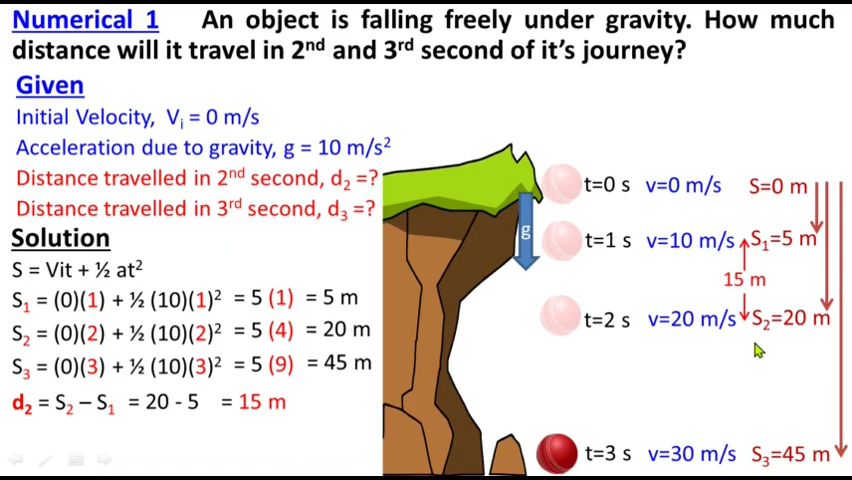 Numerical 1 An object is falling freely under gravity. How much
distance will it travel in 2nd and 3rd second of it's journey?
Given
Initial Velocity, Vi = 0 m/s
Acceleration due to gravity, g = 10 m/s²
Distance travelled in 2nd second, d₂ =?
Distance travelled in 3rd second, d₃ =?
Solution
S = Vit + ½ at²
S₁ = (0)(1) + ½ (10)(1)² = 5 (1) = 5 m
S₂ = (0)(2) + ½ (10)(2)² = 5 (4) = 20 m
S₃ = (0)(3) + ½ (10)(3)² = 5 (9) = 45 m
d₂ = S₂ – S₁ = 20 - 5 = 15 m
g
t=0 s v=0 m/s S=0 m
t=1 s v=10 m/s S₁=5 m
15 m
t=2 s v=20 m/s S₂=20 m
t=3 s v=30 m/s S₃=45 m